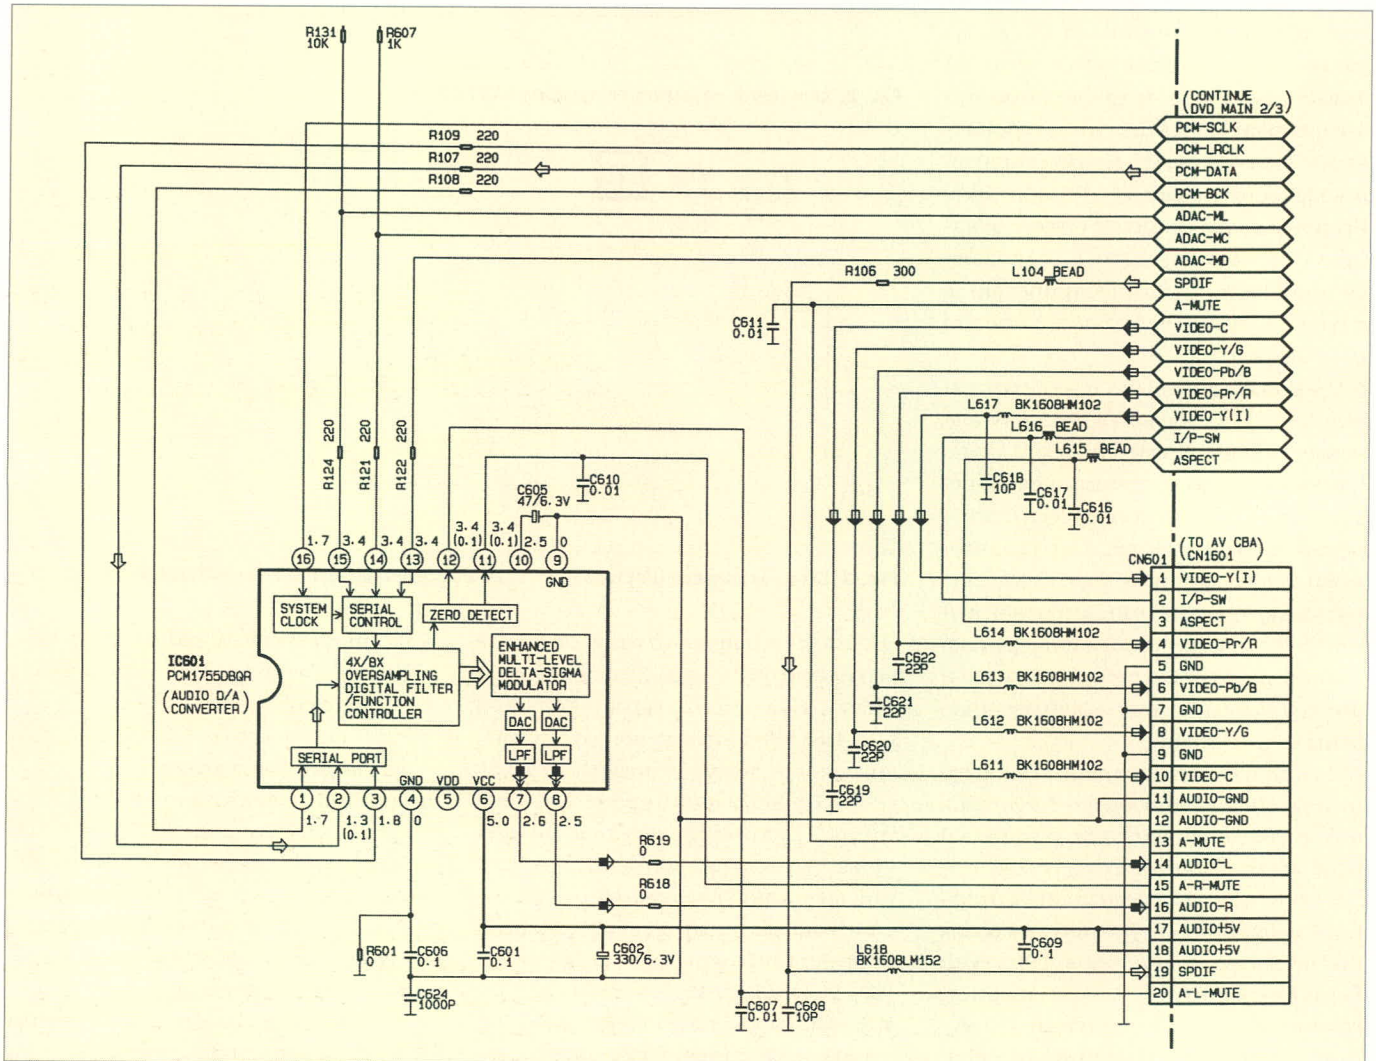 R131
10K
R607
1K
(CONTINUE
DVD MAIN 2/3)
PCM-SCLK
R109 220
PCM-LRCLK
R107 220
PCM-DATA
R108 220
PCM-BCK
ADAC-ML
ADAC-MC
ADAC-MD
R106 300
L104 BEAD
SPDIF
A-MUTE
C611
0.01
VIDEO-C
VIDEO-Y/G
VIDEO-Pb/B
VIDEO-Pr/R
L617 BK1608HM102
VIDEO-Y(I)
L616 BEAD
I/P-SW
L615 BEAD
ASPECT
R124 220
R121 220
R122 220
C610
0.01
C605
47/6.3V
C618
10P
C617
0.01
C616
0.01
1.7
3.4
3.4
3.4
3.4
(0.1)
3.4
(0.1)
2.5
0
16
15
14
13
12
11
10
9
GND
SYSTEM
CLOCK
SERIAL
CONTROL
ZERO DETECT
IC601
PCM1755DBQR
(AUDIO D/A
CONVERTER)
4X/8X
OVERSAMPLING
DIGITAL FILTER
/FUNCTION
CONTROLLER
ENHANCED
MULTI-LEVEL
DELTA-SIGMA
MODULATOR
DAC
DAC
LPF
LPF
SERIAL PORT
GND
VDD
VCC
1
2
3
4
5
6
7
8
1.7
1.3
(0.1)
1.8
0
5.0
2.6
2.5
(TO AV CBA)
(CN1601)
CN601
1 VIDEO-Y(I)
2 I/P-SW
3 ASPECT
L614 BK1608HM102
4 VIDEO-Pr/R
C622
22P
5 GND
L613 BK1608HM102
6 VIDEO-Pb/B
C621
22P
7 GND
L612 BK1608HM102
8 VIDEO-Y/G
C620
22P
9 GND
L611 BK1608HM102
10 VIDEO-C
C619
22P
11 AUDIO-GND
12 AUDIO-GND
13 A-MUTE
R619
0
14 AUDIO-L
15 A-R-MUTE
R618
0
16 AUDIO-R
17 AUDIO+5V
18 AUDIO+5V
R601
0
C606
0.1
C601
0.1
C602
330/6.3V
C609
0.1
L618
BK1608LM152
19 SPDIF
20 A-L-MUTE
C624
1000P
C607
0.01
C608
10P